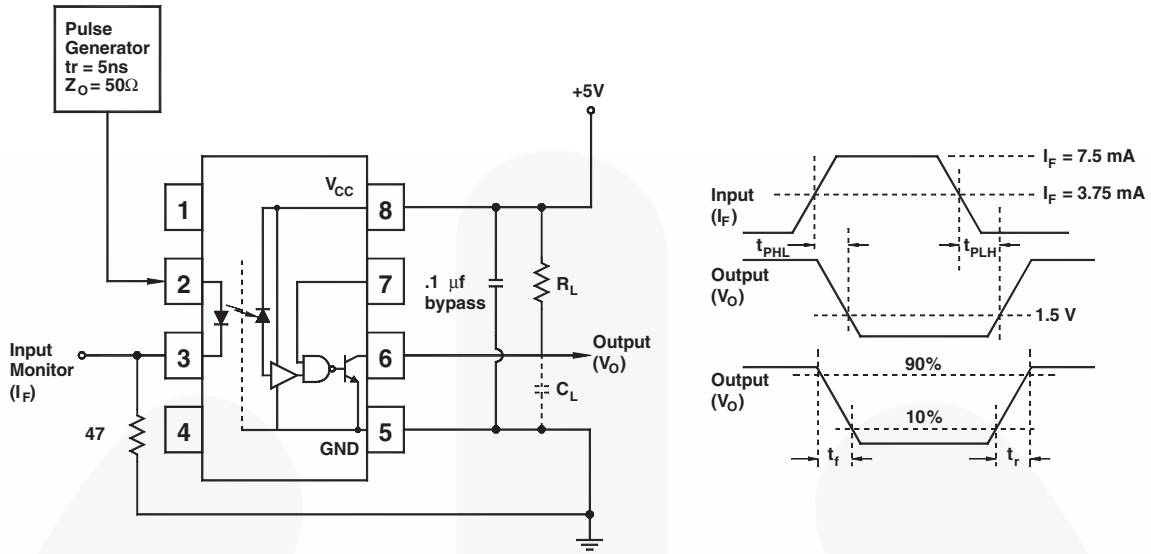 Pulse
Generator
tr = 5ns
ZO = 50Ω
+5V
VCC
1
8
2
7
.1 μf
bypass
RL
Input
Monitor
(IF)
3
6
Output
(VO)
CL
47
4
5
GND
IF = 7.5 mA
Input
(IF)
IF = 3.75 mA
tPHL
tPLH
Output
(VO)
1.5 V
Output
(VO)
90%
10%
tf
tr